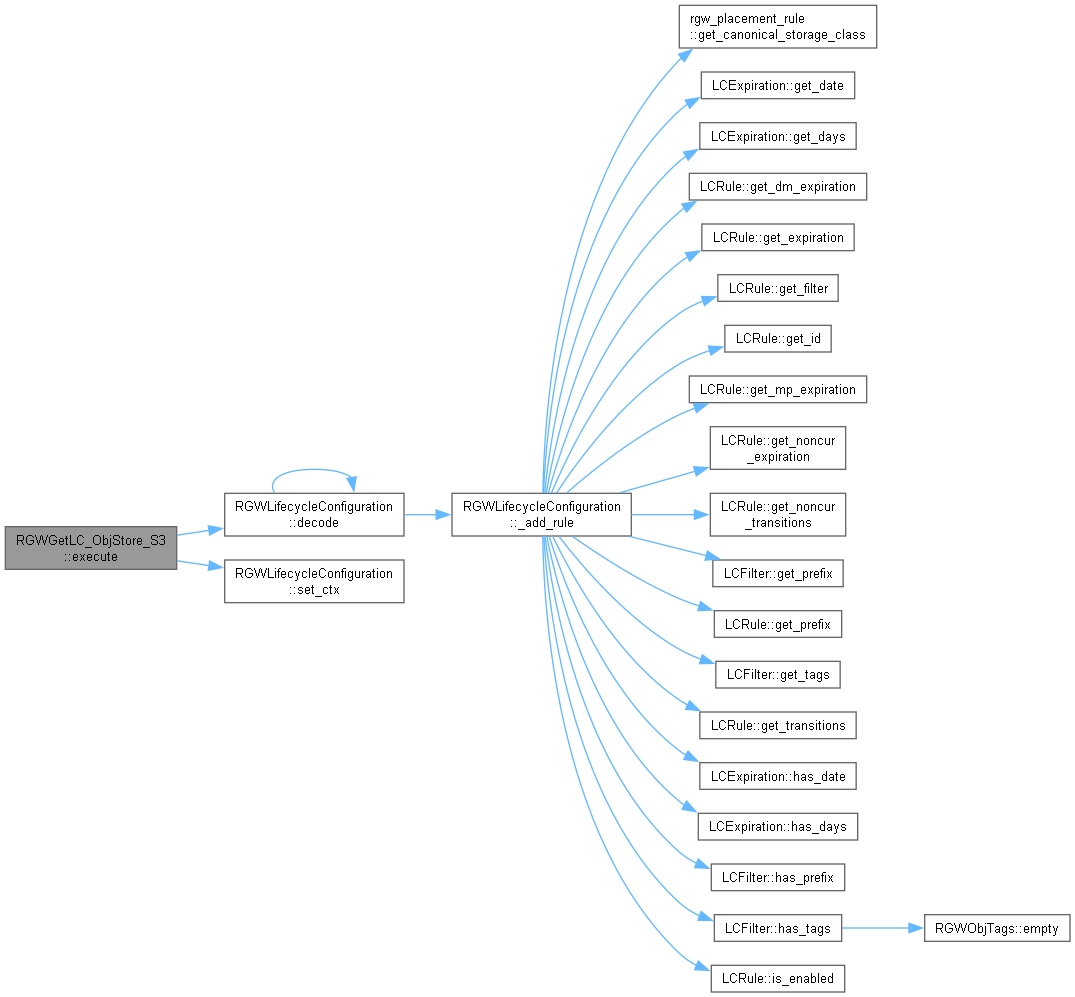 RGWGetLC_ObjStore_S3
::execute
RGWLifecycleConfiguration
::decode
RGWLifecycleConfiguration
::set_ctx
RGWLifecycleConfiguration
::_add_rule
rgw_placement_rule
::get_canonical_storage_class
LCExpiration::get_date
LCExpiration::get_days
LCRule::get_dm_expiration
LCRule::get_expiration
LCRule::get_filter
LCRule::get_id
LCRule::get_mp_expiration
LCRule::get_noncur
_expiration
LCRule::get_noncur
_transitions
LCFilter::get_prefix
LCRule::get_prefix
LCFilter::get_tags
LCRule::get_transitions
LCExpiration::has_date
LCExpiration::has_days
LCFilter::has_prefix
LCFilter::has_tags
RGWObjTags::empty
LCRule::is_enabled